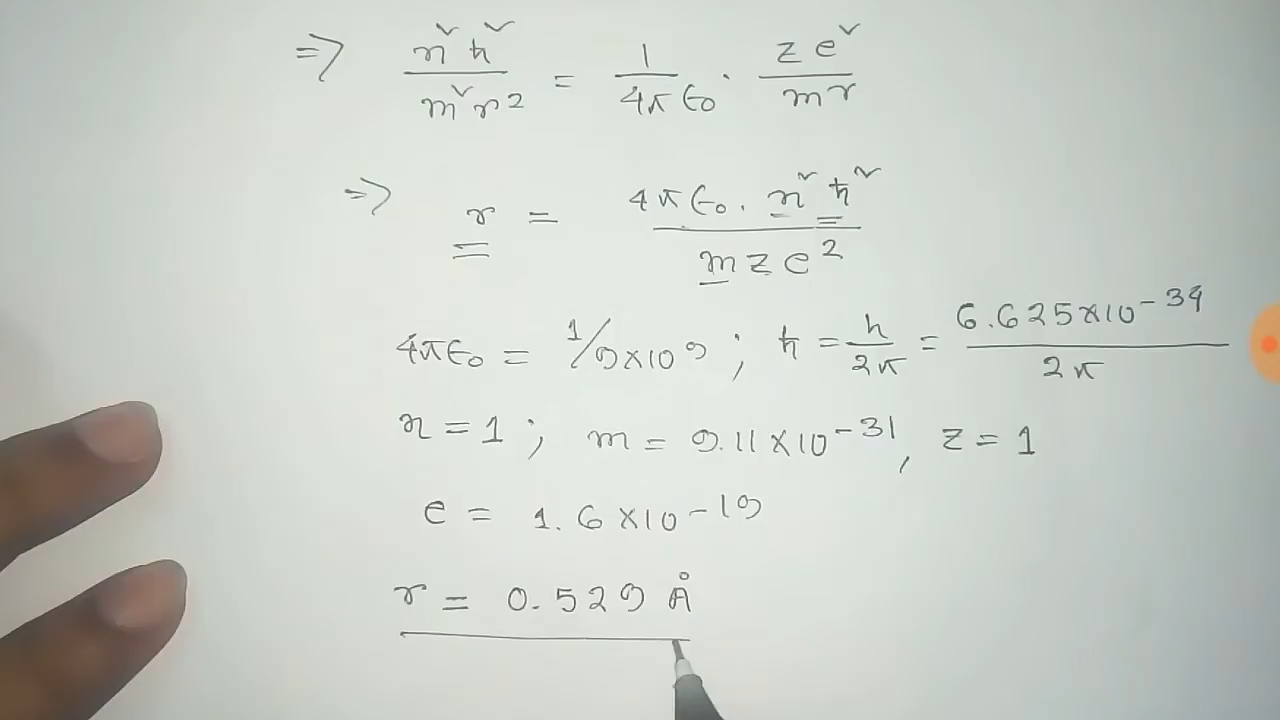 => n²ħ² / m²r² = 1 / 4πϵ₀ · ze² / mr
=> r = 4πϵ₀ · n²ħ² / mze²
4πϵ₀ = 1/9×10⁹ ; ħ = h / 2π = 6.625×10⁻³⁴ / 2π
n = 1 ; m = 9.11×10⁻³¹, z = 1
e = 1.6×10⁻¹⁹
r = 0.529 Å